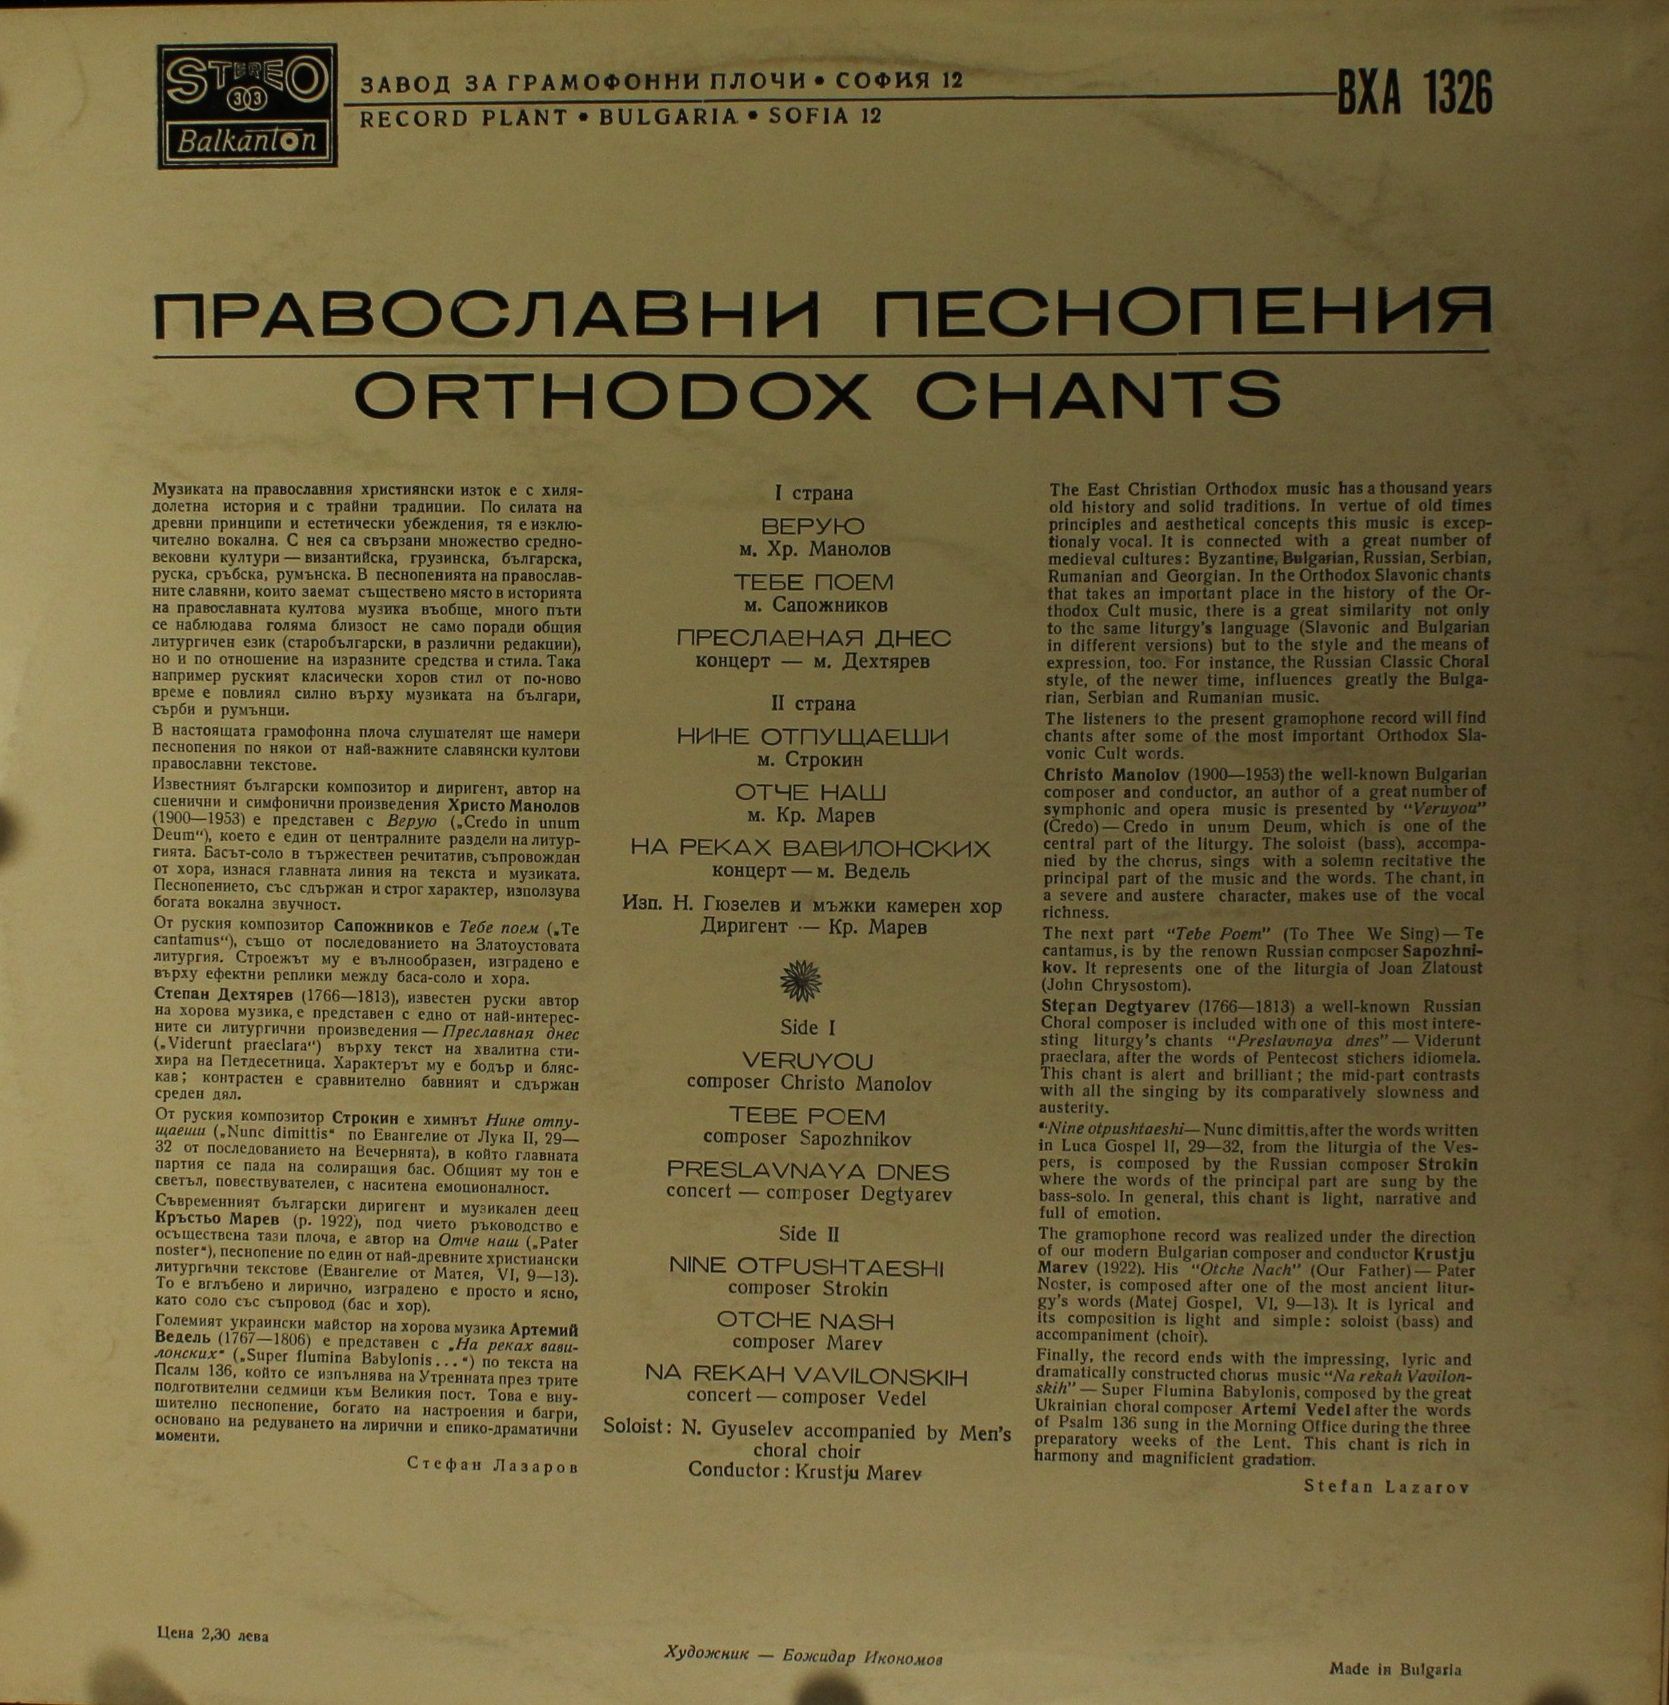 STEREO
33
Balkanton
ЗАВОД ЗА ГРАМОФОННИ ПЛОЧИ • СОФИЯ 12
RECORD PLANT • BULGARIA • SOFIA 12
ВХА 1326
ПРАВОСЛАВНИ ПЕСНОПЕНИЯ
ORTHODOX CHANTS
Музиката на православния християнски изток е с хиля-
долетна история и с трайни традиции. По силата на
древни принципи и естетически убеждения, тя е изклю-
чително вокална. С нея са свързани множество средно-
вековни култури — византийска, грузинска, българска,
руска, сръбска, румънска. В песнопенията на православ-
ните славяни, които заемат съществено място в историята
на православната култова музика въобще, много пъти
се наблюдава голяма близост не само поради общия
литургичен език (старобългарски, в различни редакции),
но и по отношение на изразните средства и стила. Така
например руският класически хоров стил от по-ново
време е повлиял силно върху музиката на българи,
сърби и румънци.
В настоящата грамофонна плоча слушателят ще намери
песнопения по някои от най-важните славянски култови
православни текстове.
Известният български композитор и диригент, автор на
сценични и симфонични произведения Христо Манолов
(1900—1953) е представен с Верую („Credo in unum
Deum“), което е един от централните раздели на литур-
гията. Басът-соло в тържествен речитатив, съпровождан
от хора, изнася главната линия на текста и музиката.
Песнопението, със сдържан и строг характер, използува
богата вокална звучност.
От руския композитор Сапожников е Тебе поем („Te
cantamus“), също от последованието на Златоустовата
литургия. Строежът му е вълнообразен, изградено е
върху ефектни реплики между баса-соло и хора.
Степан Дехтярев (1766—1813), известен руски автор
на хорова музика, е представен с едно от най-интерес-
ните си литургични произведения — Преславная днес
(„Viderunt praeclara“) върху текст на хвалитна сти-
хира на Петдесетница. Характерът му е бодър и бляс-
кав; контрастен е сравнително бавният и сдържан
среден дял.
От руския композитор Строкин е химнът Нине отпу-
щаеши („Nunc dimittis“ по Евангелие от Лука II, 29—
32 от последованието на Вечернята), в който главната
партия се пада на солиращия бас. Общият му тон е
светъл, повествувателен, с наситена емоционалност.
Съвременният български диригент и музикален деец
Кръстьо Марев (р. 1922), под чието ръководство е
осъществена тази плоча, е автор на Отче наш („Pater
noster“), песнопение по един от най-древните християнски
литургични текстове (Евангелие от Матея, VI, 9—13).
То е вглъбено и лирично, изградено е просто и ясно,
като соло със съпровод (бас и хор).
Големият украински майстор на хорова музика Артемий
Ведель (1767—1806) е представен с „На реках вави-
лонских“ („Super flumina Babylonis...“) по текста на
Псалм 136, който се изпълнява на Утренната през трите
подготвителни седмици към Великия пост. Това е вну-
шително песнопение, богато на настроения и багри,
основано на редуването на лирични и епико-драматични
моменти.
Стефан Лазаров
I страна
ВЕРУЮ
м. Хр. Манолов
ТЕБЕ ПОЕМ
м. Сапожников
ПРЕСЛАВНАЯ ДНЕС
концерт — м. Дехтярев
II страна
НИНЕ ОТПУЩАЕШИ
м. Строкин
ОТЧЕ НАШ
м. Кр. Марев
НА РЕКАХ ВАВИЛОНСКИХ
концерт — м. Ведель
Изп. Н. Гюзелев и мъжки камерен хор
Диригент — Кр. Марев
Side I
VERUYOU
composer Christo Manolov
TEBE POEM
composer Sapozhnikov
PRESLAVNAYA DNES
concert — composer Degtyarev
Side II
NINE OTPUSHTAESHI
composer Strokin
OTCHE NASH
composer Marev
NA REKAH VAVILONSKIH
concert — composer Vedel
Soloist: N. Gyuselev accompanied by Men's
choral choir
Conductor: Krustju Marev
The East Christian Orthodox music has a thousand years
old history and solid traditions. In vertue of old times
principles and aesthetical concepts this music is excep-
tionaly vocal. It is connected with a great number of
medieval cultures: Byzantine, Bulgarian, Russian, Serbian,
Rumanian and Georgian. In the Orthodox Slavonic chants
that takes an important place in the history of the Or-
thodox Cult music, there is a great similarity not only
to the same liturgy's language (Slavonic and Bulgarian
in different versions) but to the style and the means of
expression, too. For instance, the Russian Classic Choral
style, of the newer time, influences greatly the Bulga-
rian, Serbian and Rumanian music.
The listeners to the present gramophone record will find
chants after some of the most important Orthodox Sla-
vonic Cult words.
Christo Manolov (1900—1953) the well-known Bulgarian
composer and conductor, an author of a great number of
symphonic and opera music is presented by “Veruyou”
(Credo) — Credo in unum Deum, which is one of the
central part of the liturgy. The soloist (bass), accompa-
nied by the chorus, sings with a solemn recitative the
principal part of the music and the words. The chant, in
a severe and austere character, makes use of the vocal
richness.
The next part “Tebe Poem” (To Thee We Sing) — Te
cantamus, is by the renown Russian composer Sapozhni-
kov. It represents one of the liturgia of Joan Zlatoust
(John Chrysostom).
Stepan Degtyarev (1766—1813) a well-known Russian
Choral composer is included with one of this most intere-
sting liturgy's chants “Preslavnaya dnes” — Viderunt
praeclara, after the words of Pentecost stichers idiomela.
This chant is alert and brilliant; the mid-part contrasts
with all the singing by its comparatively slowness and
austerity.
“Nine otpushtaeshi — Nunc dimittis, after the words written
in Luca Gospel II, 29—32, from the liturgia of the Ves-
pers, is composed by the Russian composer Strokin
where the words of the principal part are sung by the
bass-solo. In general, this chant is light, narrative and
full of emotion.
The gramophone record was realized under the direction
of our modern Bulgarian composer and conductor Krustju
Marev (1922). His “Otche Nach” (Our Father) — Pater
Noster, is composed after one of the most ancient litur-
gy's words (Matej Gospel, VI, 9—13). It is lyrical and
its composition is light and simple: soloist (bass) and
accompaniment (choir).
Finally, the record ends with the impressing, lyric and
dramatically constructed chorus music “Na rekah Vavilon-
skih” — Super Flumina Babylonis, composed by the great
Ukrainian choral composer Artemi Vedel after the words
of Psalm 136 sung in the Morning Office during the three
preparatory weeks of the Lent. This chant is rich in
harmony and magnificient gradation.
Stefan Lazarov
Цена 2,30 лева
Художник — Божидар Икономов
Made in Bulgaria